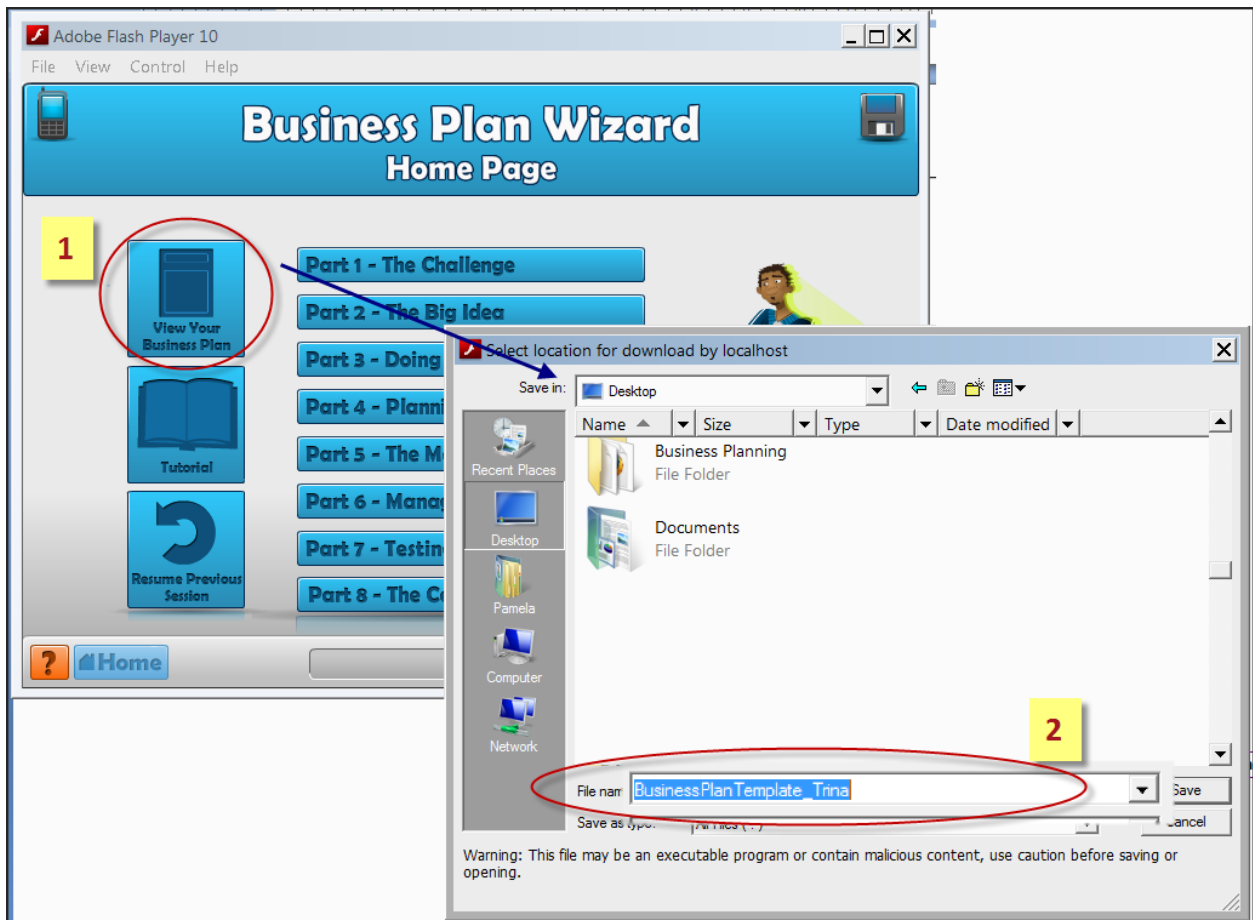 Adobe Flash Player 10
File View Control Help
Business Plan Wizard
Home Page
1
View Your
Business Plan
Tutorial
Resume Previous
Session
Part 1 - The Challenge
Part 2 - The Big Idea
Part 3 - Doing
Part 4 - Planni
Part 5 - The M
Part 6 - Manag
Part 7 - Testin
Part 8 - The Co
? Home
Select location for download by localhost
Save in: Desktop
Name Size Type Date modified
Recent Places
Desktop
Pamela
Computer
Network
Business Planning
File Folder
Documents
File Folder
2
File nam BusinessPlanTemplate_Trina Save
Save as type: All Files (*.*) Cancel
Warning: This file may be an executable program or contain malicious content, use caution before saving or
opening.